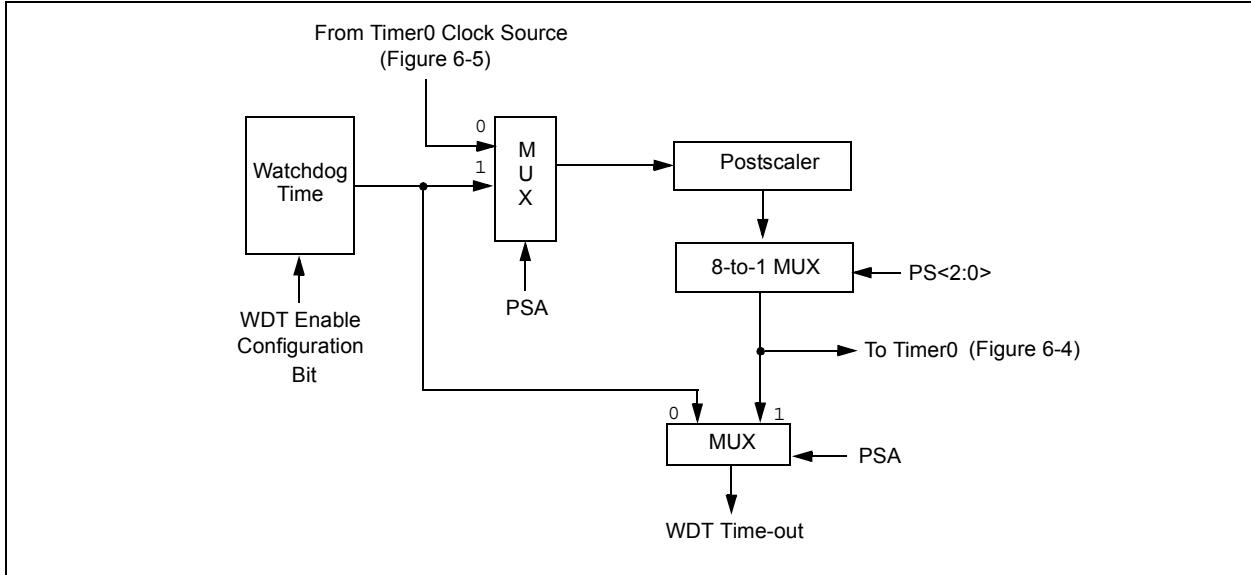 From Timer0 Clock Source
(Figure 6-5)
0
1
M
U
X
Postscaler
Watchdog
Time
8-to-1 MUX
PS<2:0>
PSA
WDT Enable
Configuration
Bit
To Timer0 (Figure 6-4)
0
1
MUX
PSA
WDT Time-out